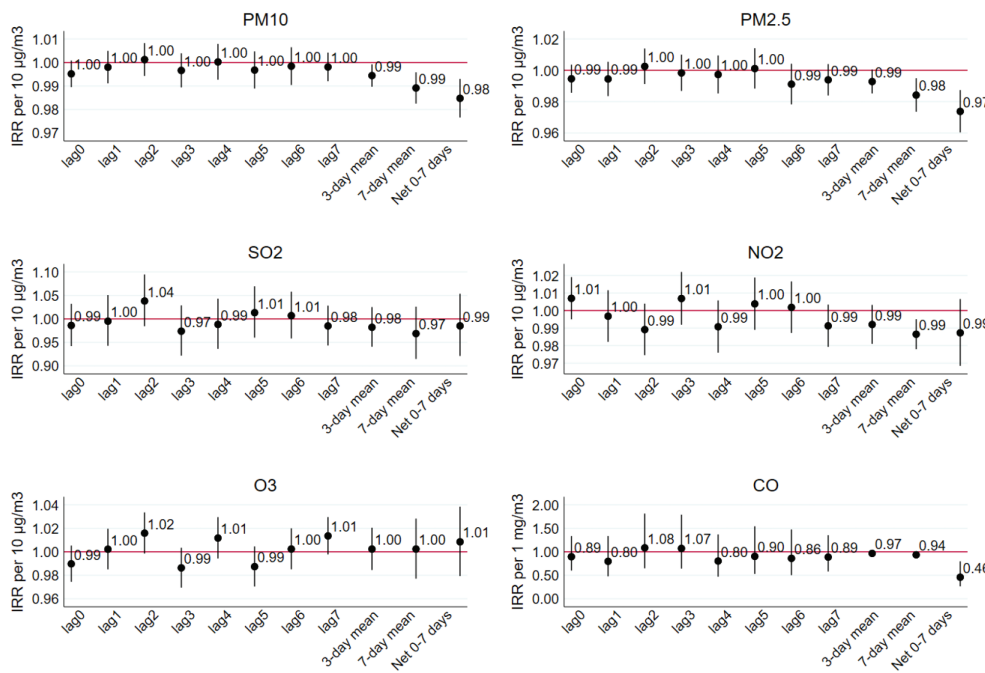 PM10
IRR per 10 µg/m3
1.01
1.00
0.99
0.98
0.97
1.00
1.00
1.00
1.00
1.00
1.00
1.00
1.00
0.99
0.99
0.98
lag0
lag1
lag2
lag3
lag4
lag5
lag6
lag7
3-day mean
7-day mean
Net 0-7 days
PM2.5
IRR per 10 µg/m3
1.02
1.00
0.98
0.96
0.99
0.99
1.00
1.00
1.00
1.00
0.99
0.99
0.99
0.98
0.97
lag0
lag1
lag2
lag3
lag4
lag5
lag6
lag7
3-day mean
7-day mean
Net 0-7 days
SO2
IRR per 10 µg/m3
1.10
1.05
1.00
0.95
0.90
0.99
1.00
1.04
0.97
0.99
1.01
1.01
0.98
0.98
0.97
0.99
lag0
lag1
lag2
lag3
lag4
lag5
lag6
lag7
3-day mean
7-day mean
Net 0-7 days
NO2
IRR per 10 µg/m3
1.02
1.01
1.00
0.99
0.98
0.97
1.01
1.00
0.99
1.01
0.99
1.00
1.00
0.99
0.99
0.99
0.99
lag0
lag1
lag2
lag3
lag4
lag5
lag6
lag7
3-day mean
7-day mean
Net 0-7 days
O3
IRR per 10 µg/m3
1.04
1.02
1.00
0.98
0.96
0.99
1.00
1.02
0.99
1.01
0.99
1.00
1.01
1.00
1.00
1.01
lag0
lag1
lag2
lag3
lag4
lag5
lag6
lag7
3-day mean
7-day mean
Net 0-7 days
CO
IRR per 1 mg/m3
2.00
1.50
1.00
0.50
0.00
0.89
0.80
1.08
1.07
0.80
0.90
0.86
0.89
0.97
0.94
0.46
lag0
lag1
lag2
lag3
lag4
lag5
lag6
lag7
3-day mean
7-day mean
Net 0-7 days